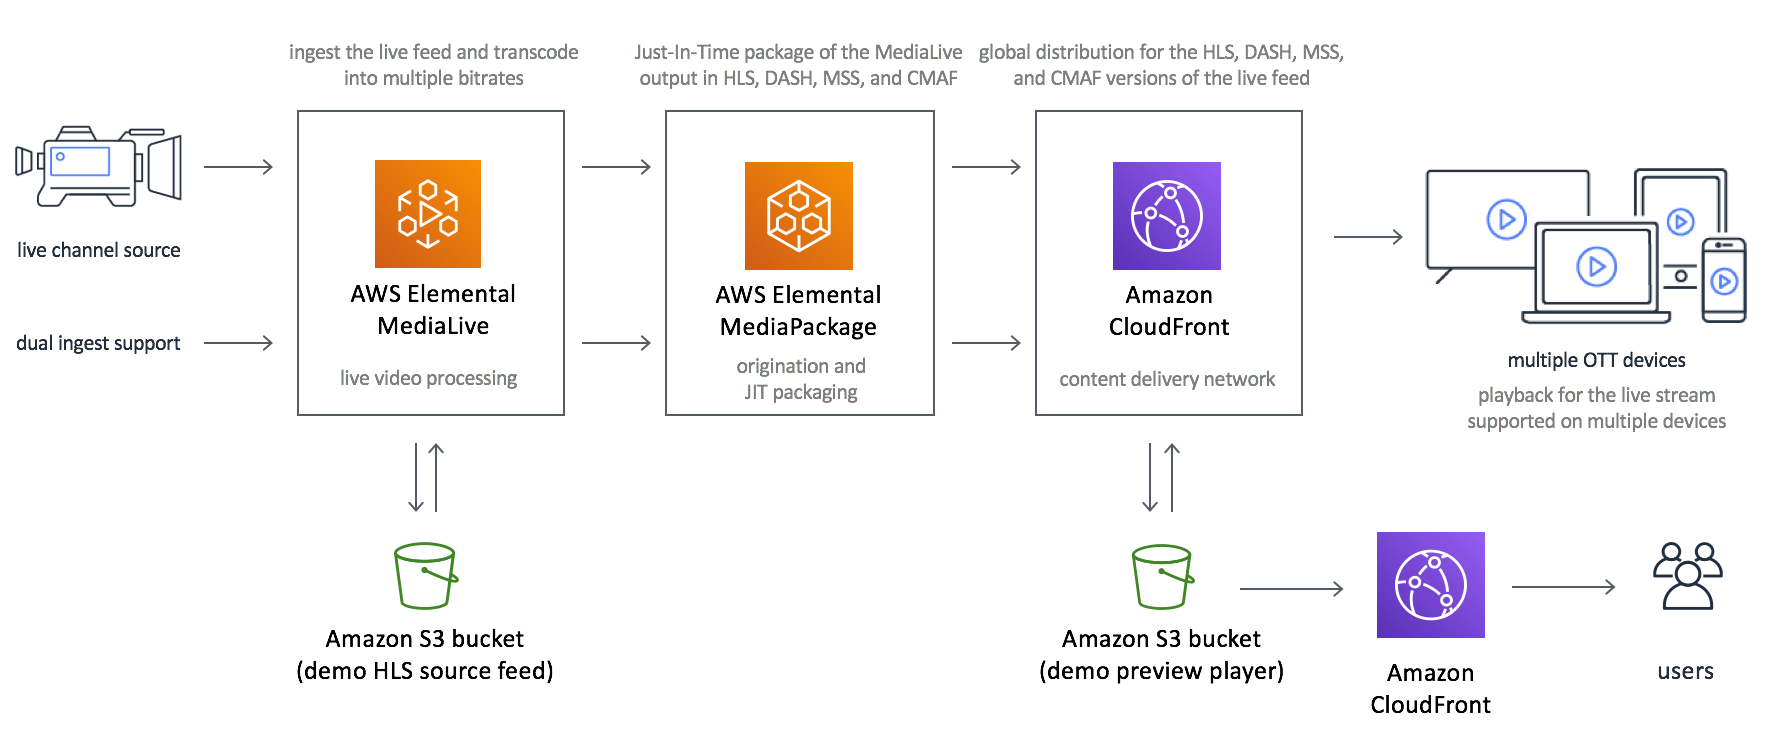 ingest the live feed and transcode
into multiple bitrates
Just-In-Time package of the MediaLive
output in HLS, DASH, MSS, and CMAF
global distribution for the HLS, DASH, MSS,
and CMAF versions of the live feed
live channel source
dual ingest support
AWS Elemental
MediaLive
live video processing
AWS Elemental
MediaPackage
origination and
JIT packaging
Amazon
CloudFront
content delivery network
multiple OTT devices
playback for the live stream
supported on multiple devices
Amazon S3 bucket
(demo HLS source feed)
Amazon S3 bucket
(demo preview player)
Amazon
CloudFront
users